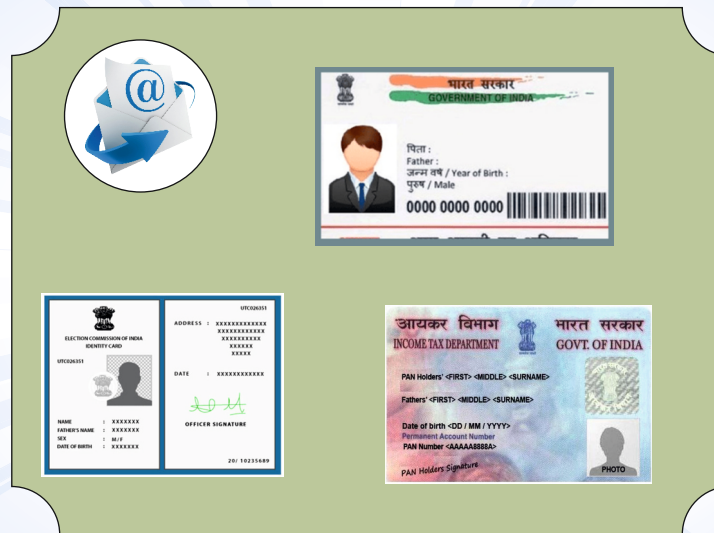 @
भारत सरकार
GOVERNMENT OF INDIA
पिता :
Father :
जन्म वर्ष / Year of Birth :
पुरुष / Male
0000 0000 0000
ELECTION COMMISSION OF INDIA
IDENTITY CARD
UTC026351
NAME : XXXXXXX
FATHER'S NAME : XXXXXXX
SEX : M/F
DATE OF BIRTH : XXXXXXX
UTC026351
ADDRESS : XXXXXXXXXXXXX
XXXXXXXXXXXX
XXXXXXXXXX
XXXXXX
XXXXX
DATE : XXXXXXXXXXXX
OFFICER SIGNATURE
20/ 10235689
आयकर विभाग
INCOME TAX DEPARTMENT
भारत सरकार
GOVT. OF INDIA
PAN Holders' <FIRST> <MIDDLE> <SURNAME>
Fathers' <FIRST> <MIDDLE> <SURNAME>
Date of birth <DD / MM / YYYY>
Permanent Account Number
PAN Number <AAAAA8888A>
PAN Holders Signature
PHOTO